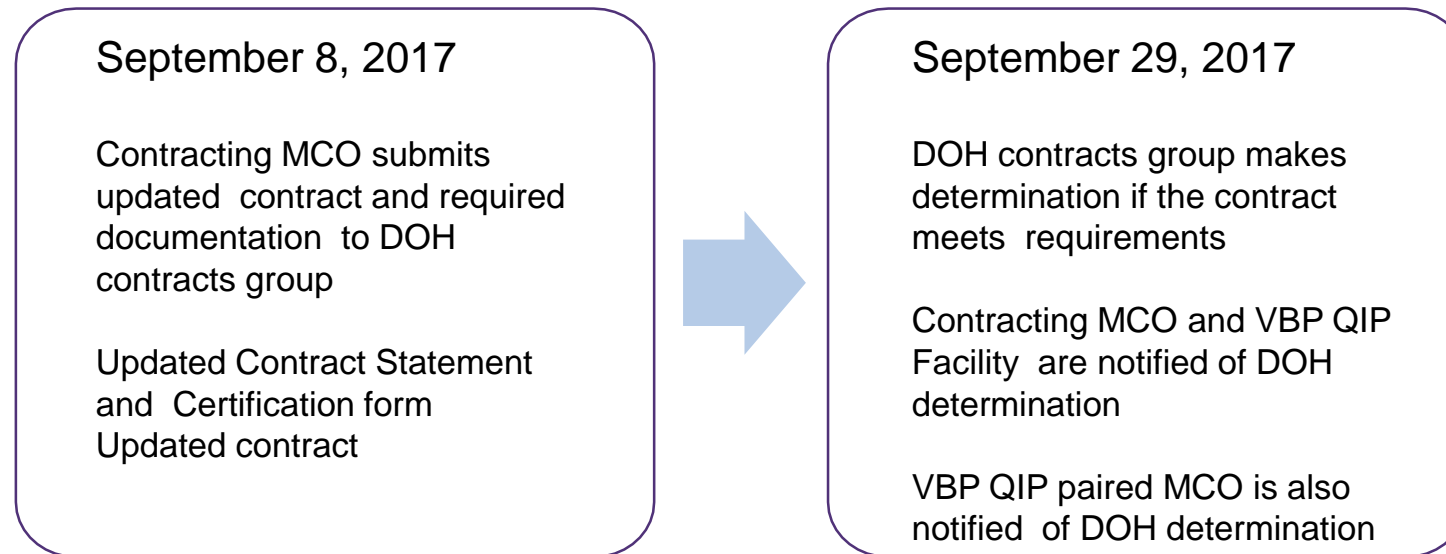 September 8, 2017
Contracting MCO submits
updated contract and required
documentation to DOH
contracts group
Updated Contract Statement
and Certification form
Updated contract
September 29, 2017
DOH contracts group makes
determination if the contract
meets requirements
Contracting MCO and VBP QIP
Facility are notified of DOH
determination
VBP QIP paired MCO is also
notified of DOH determination